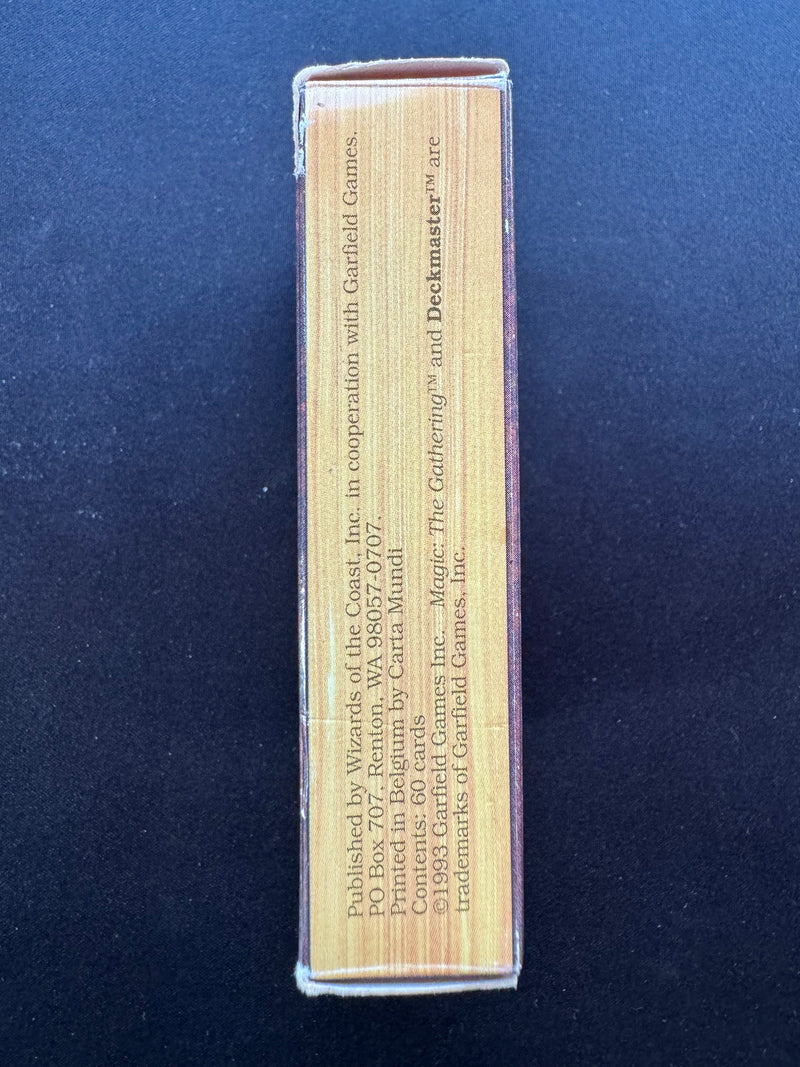 Published by Wizards of the Coast, Inc. in cooperation with Garfield Games.
PO Box 707, Renton, WA 98057-0707.
Printed in Belgium by Carta Mundi
Contents: 60 cards
©1993 Garfield Games Inc. Magic: The Gathering™ and Deckmaster™ are
trademarks of Garfield Games, Inc.